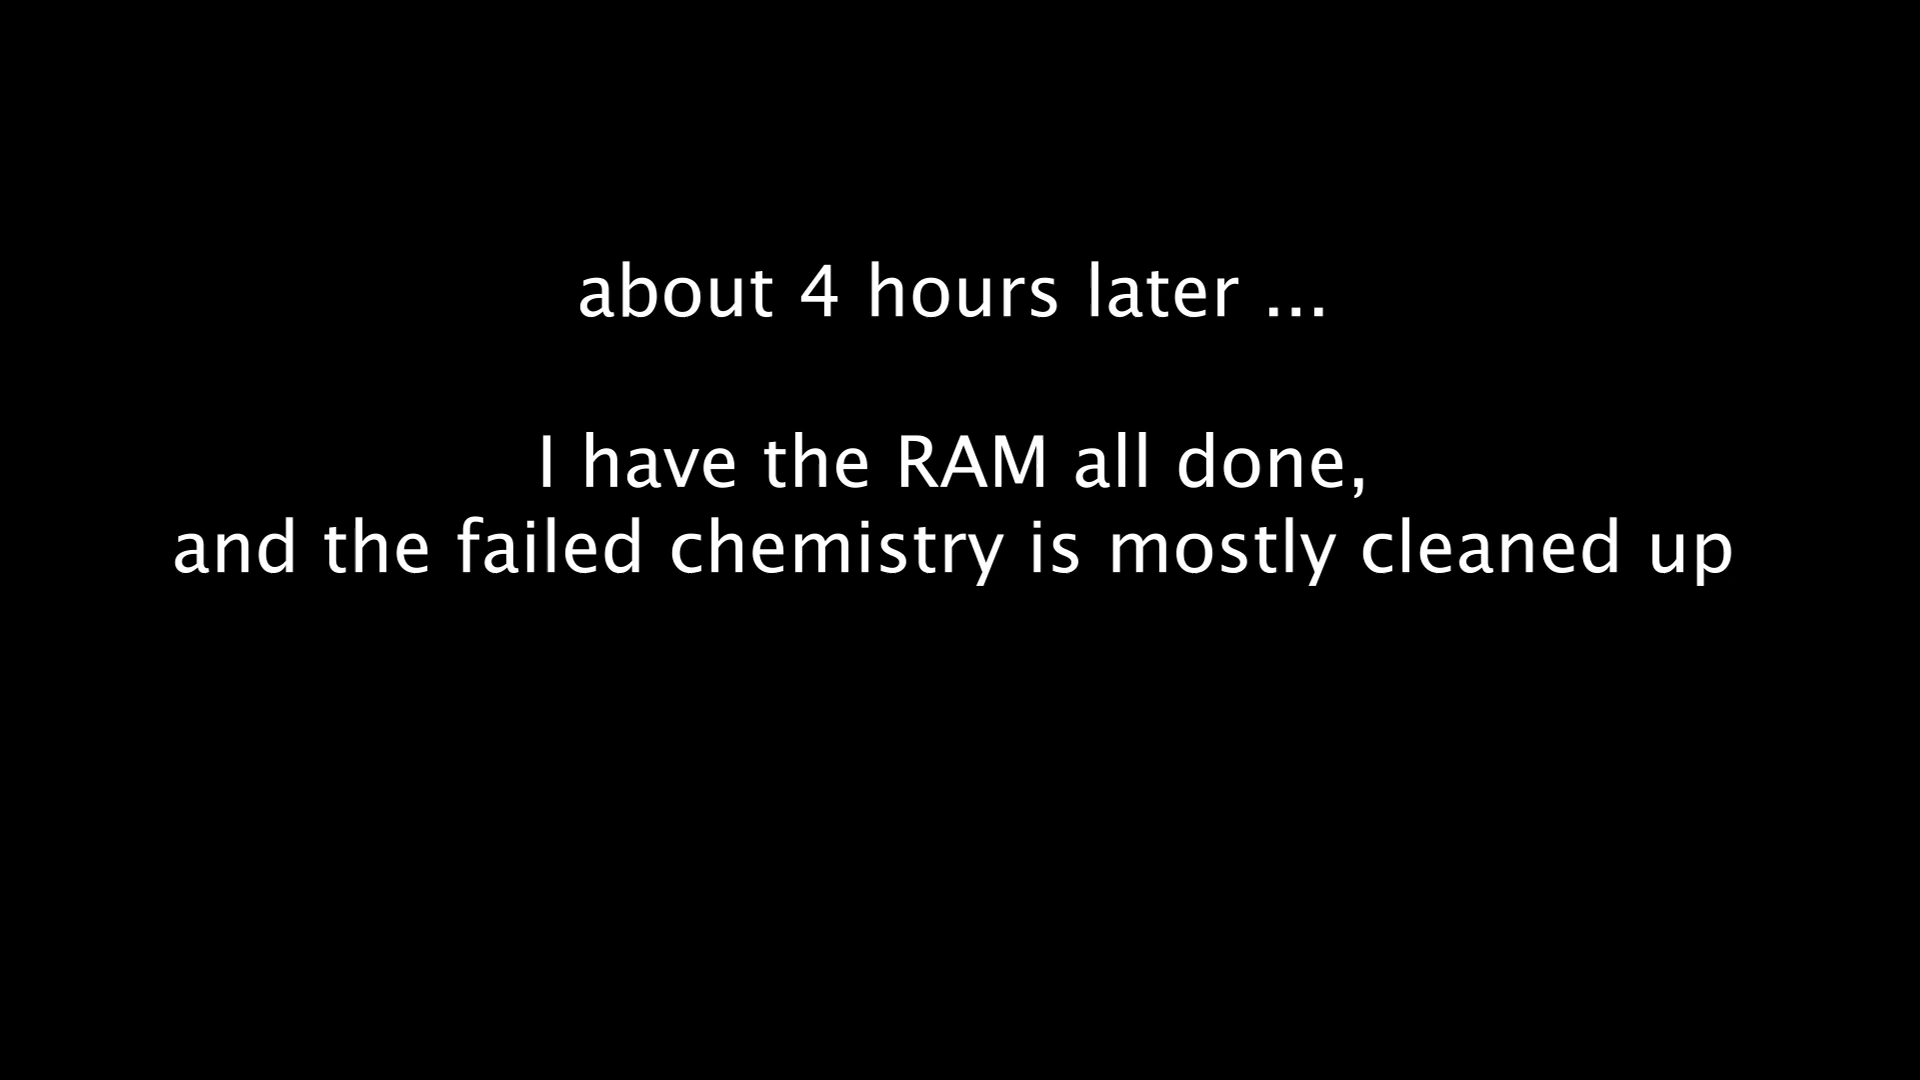 about 4 hours later ...
I have the RAM all done,
and the failed chemistry is mostly cleaned up